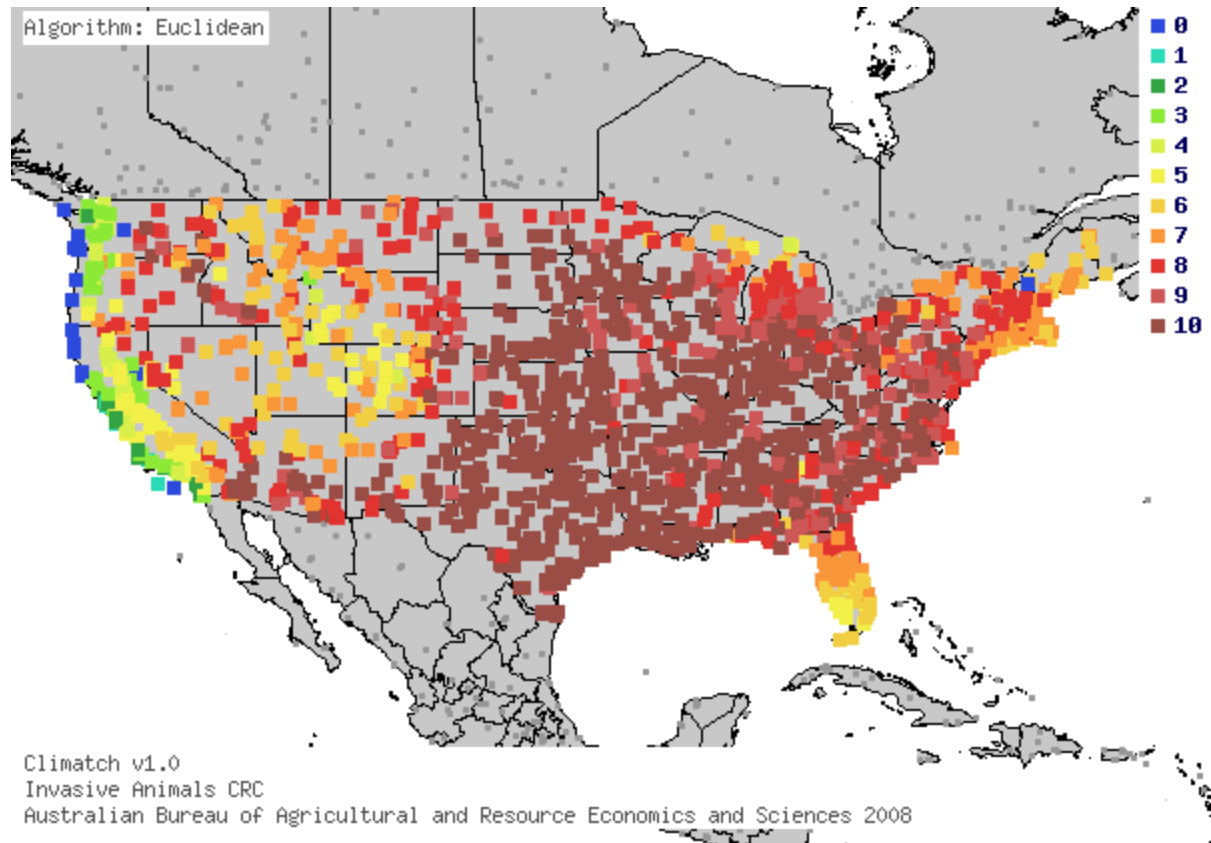 Algorithm: Euclidean
0
1
2
3
4
5
6
7
8
9
10
Climatch v1.0
Invasive Animals CRC
Australian Bureau of Agricultural and Resource Economics and Sciences 2008